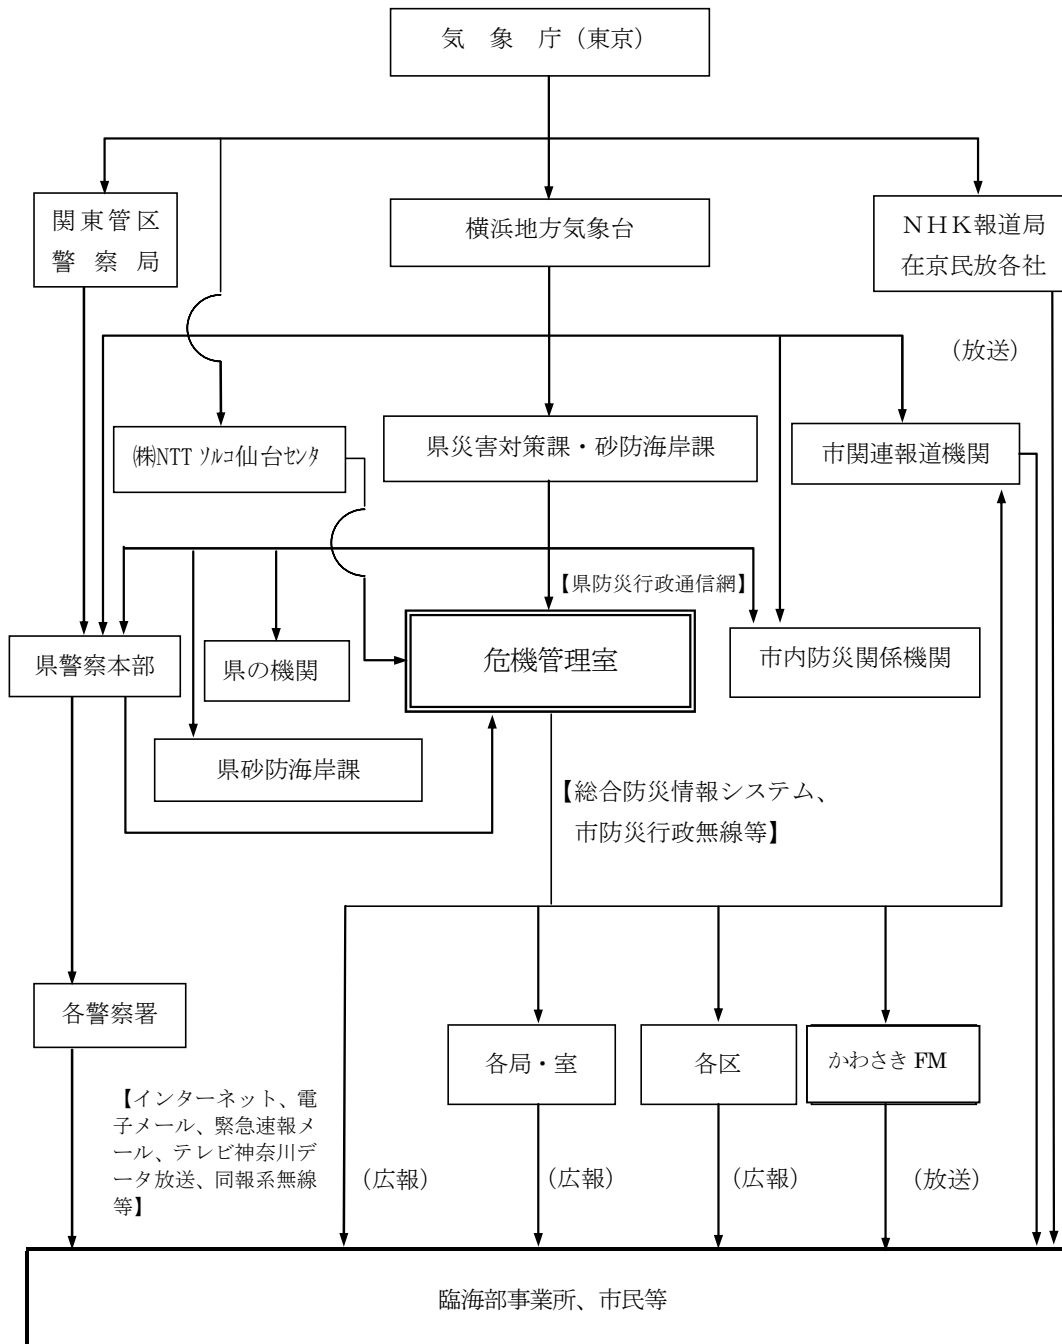 気 象 庁（東京）
関東管区
警 察 局
横浜地方気象台
ＮＨＫ報道局
在京民放各社
（放送）
㈱NTT ｿﾙｺ仙台ｾﾝﾀ
県災害対策課・砂防海岸課
市関連報道機関
【県防災行政通信網】
県警察本部
県の機関
危機管理室
市内防災関係機関
県砂防海岸課
【総合防災情報システム、
市防災行政無線等】
各警察署
各局・室
各区
かわさき FM
【インターネット、電
子メール、緊急速報メ
ール、テレビ神奈川デ
ータ放送、同報系無線
等】
（広報）
（広報）
（広報）
（放送）
臨海部事業所、市民等